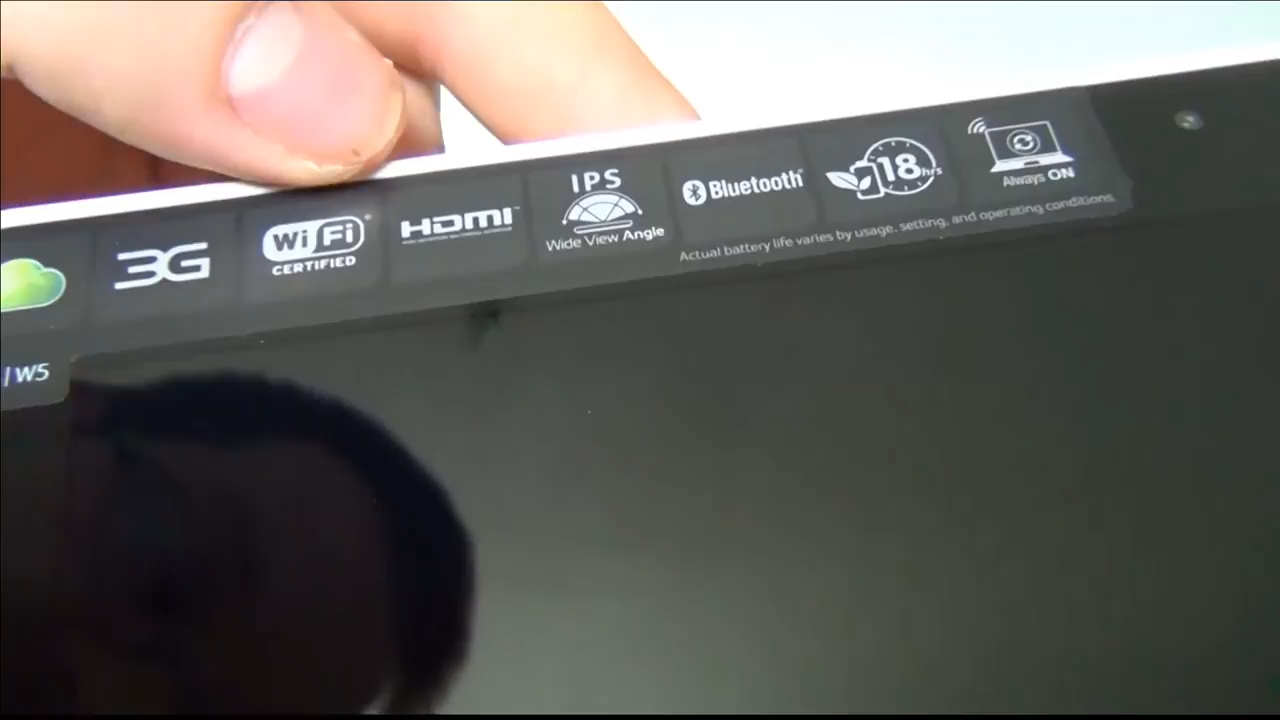 3G
Wi Fi
CERTIFIED
HDMI
IPS
Wide View Angle
Bluetooth
18hrs
Always ON
Actual battery life varies by usage, setting, and operating conditions.
| W5